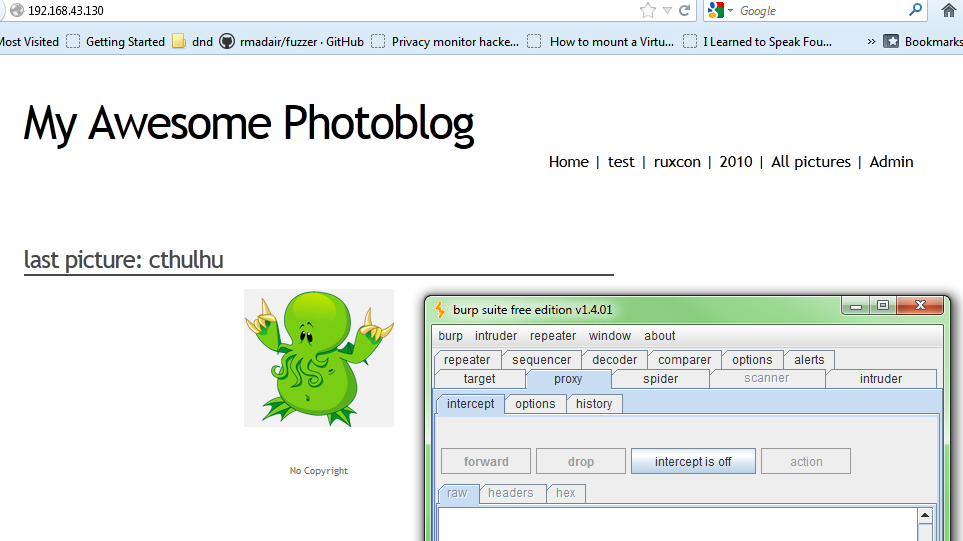 192.168.43.130
Google
Most Visited
Getting Started
dnd
rmadair/fuzzer · GitHub
Privacy monitor hacke...
How to mount a Virtu...
I Learned to Speak Fou...
»
Bookmarks
My Awesome Photoblog
Home | test | ruxcon | 2010 | All pictures | Admin
last picture: cthulhu
No Copyright
burp suite free edition v1.4.01
burp intruder repeater window about
repeater sequencer decoder comparer options alerts
target proxy spider scanner intruder
intercept options history
forward drop intercept is off action
raw headers hex